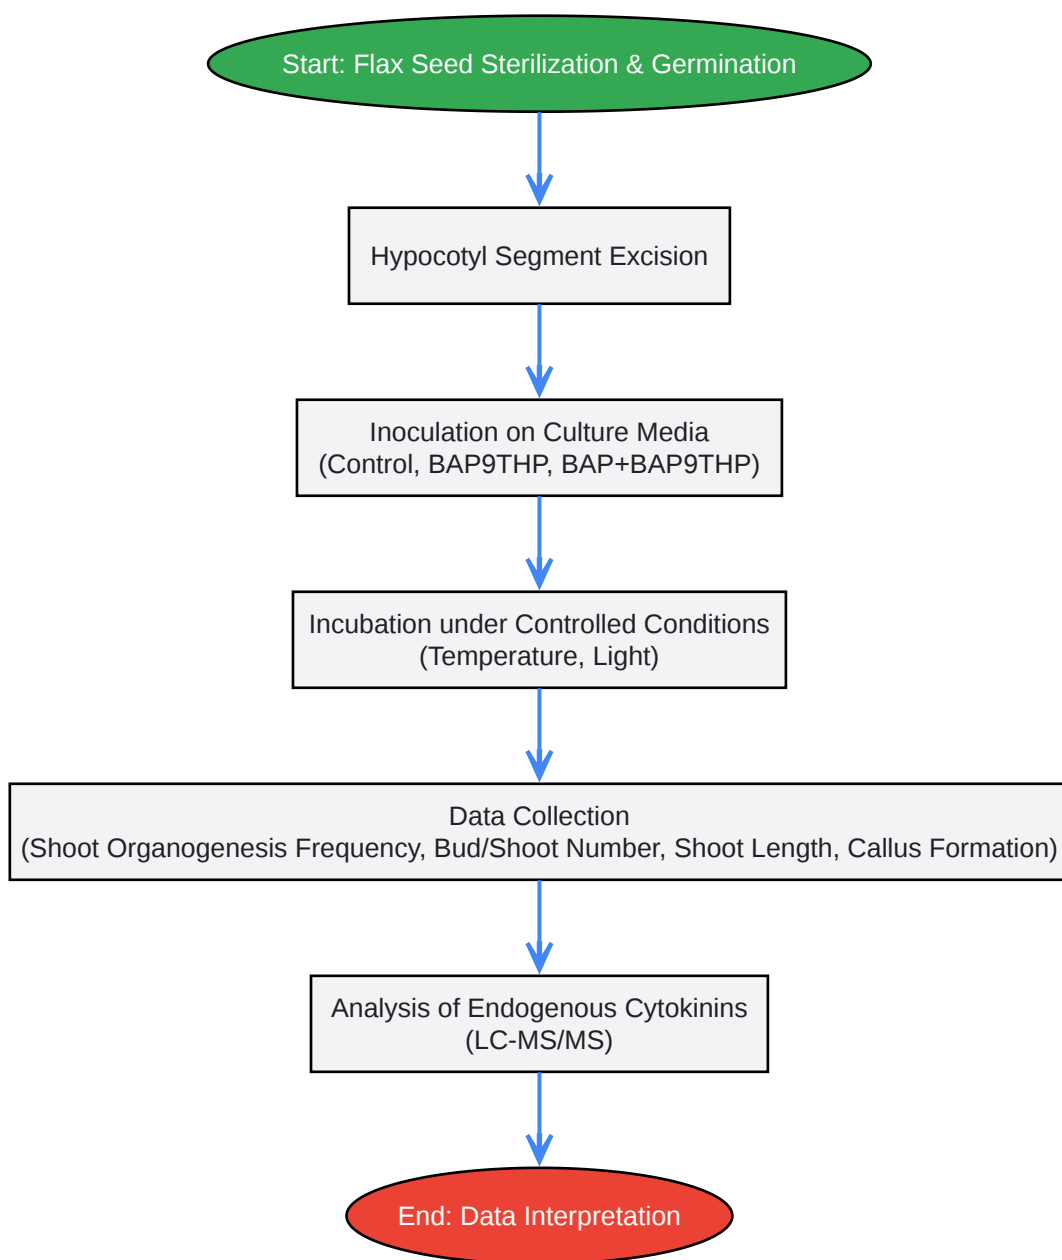 Start: Flax Seed Sterilization & Germination
Hypocotyl Segment Excision
Inoculation on Culture Media
(Control, BAP9THP, BAP+BAP9THP)
Incubation under Controlled Conditions
(Temperature, Light)
Data Collection
(Shoot Organogenesis Frequency, Bud/Shoot Number, Shoot Length, Callus Formation)
Analysis of Endogenous Cytokinins
(LC-MS/MS)
End: Data Interpretation